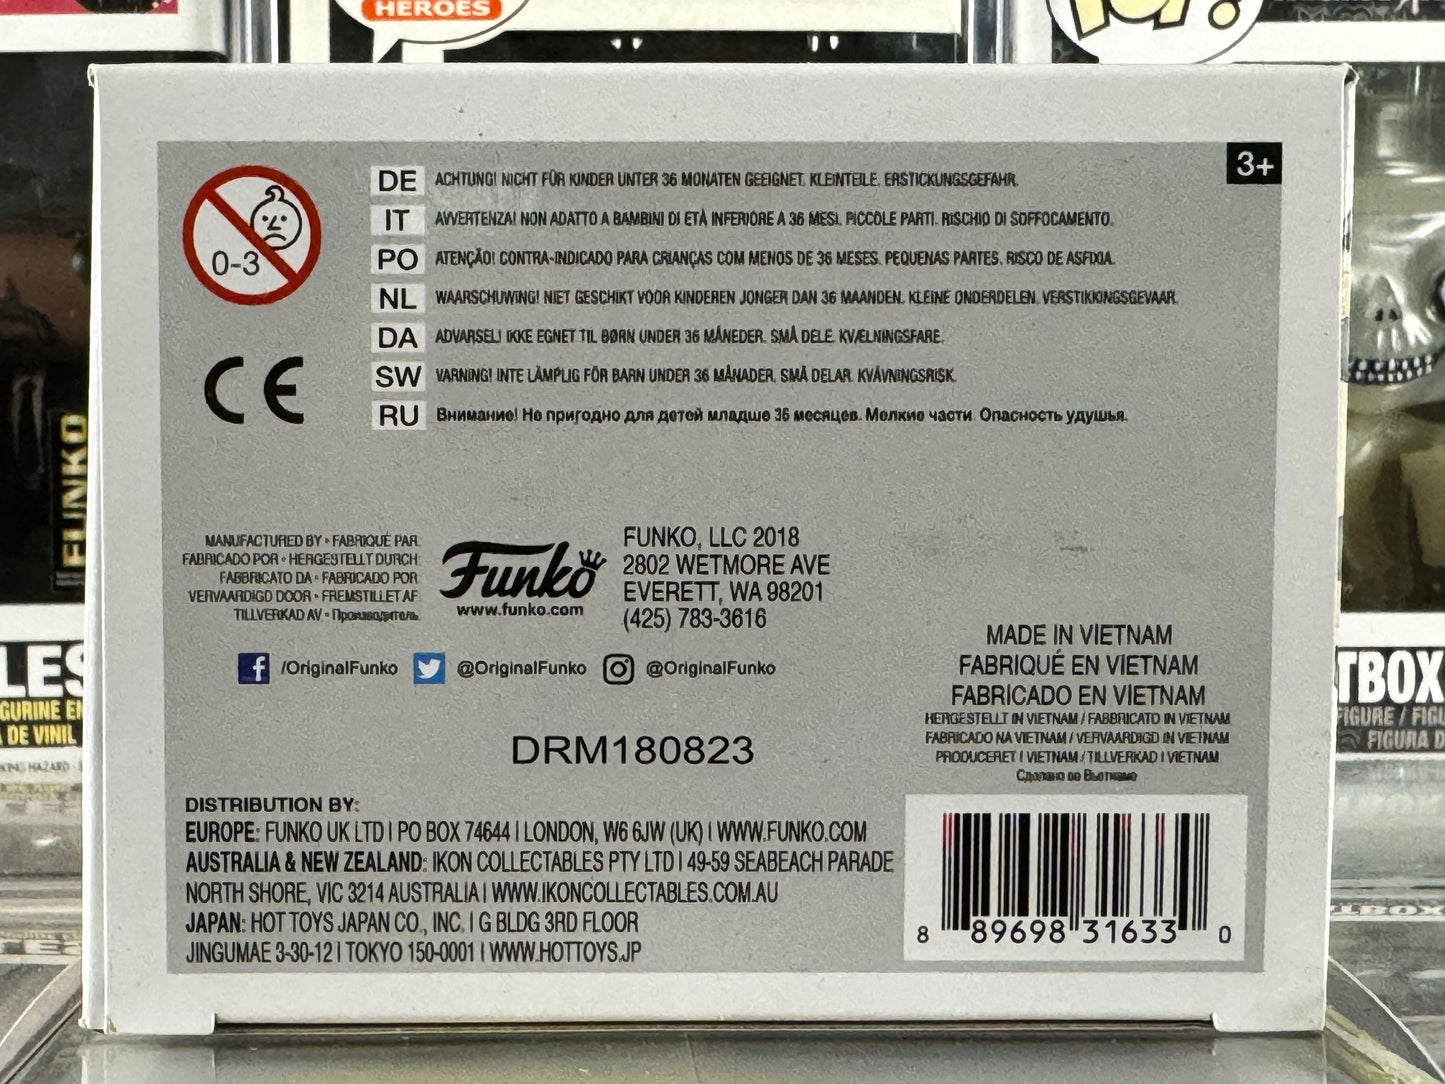 HEROES
3+
0-3
DE ACHTUNG! NICHT FÜR KINDER UNTER 36 MONATEN GEEIGNET. KLEINTEILE. ERSTICKUNGSGEFAHR.
IT AVVERTENZA! NON ADATTO A BAMBINI DI ETÀ INFERIORE A 36 MESI. PICCOLE PARTI. RISCHIO DI SOFFOCAMENTO.
PO ATENÇÃO! CONTRA-INDICADO PARA CRIANÇAS COM MENOS DE 36 MESES. PEQUENAS PARTES. RISCO DE ASFIXIA.
NL WAARSCHUWING! NIET GESCHIKT VOOR KINDEREN JONGER DAN 36 MAANDEN. KLEINE ONDERDELEN. VERSTIKKINGSGEVAAR.
DA ADVARSEL! IKKE EGNET TIL BØRN UNDER 36 MÅNEDER. SMÅ DELE. KVÆLNINGSFARE.
SW VARNING! INTE LÄMPLIG FÖR BARN UNDER 36 MÅNADER. SMÅ DELAR. KVÄVNINGSRISK.
RU Внимание! Не пригодно для детей младше 36 месяцев. Мелкие части. Опасность удушья.
CE
FUNKO
MANUFACTURED BY • FABRIQUÉ PAR
FABRICADO POR • HERGESTELLT DURCH
FABBRICATO DA • FABRICADO POR
VERVAARDIGD DOOR • FREMSTILLET AF
TILLVERKAD AV • Производитель
Funko
www.funko.com
FUNKO, LLC 2018
2802 WETMORE AVE
EVERETT, WA 98201
(425) 783-3616
/OriginalFunko @OriginalFunko @OriginalFunko
MADE IN VIETNAM
FABRIQUÉ EN VIETNAM
FABRICADO EN VIETNAM
HERGESTELLT IN VIETNAM / FABBRICATO IN VIETNAM
FABRICADO NA VIETNAM / VERVAARDIGD IN VIETNAM
PRODUCERET I VIETNAM / TILLVERKAD I VIETNAM
Сделано во Вьетнаме
DRM180823
DISTRIBUTION BY:
EUROPE: FUNKO UK LTD | PO BOX 74644 | LONDON, W6 6JW (UK) | WWW.FUNKO.COM
AUSTRALIA & NEW ZEALAND: IKON COLLECTABLES PTY LTD | 49-59 SEABEACH PARADE
NORTH SHORE, VIC 3214 AUSTRALIA | WWW.IKONCOLLECTABLES.COM.AU
JAPAN: HOT TOYS JAPAN CO., INC. | G BLDG 3RD FLOOR
JINGUMAE 3-30-12 | TOKYO 150-0001 | WWW.HOTTOYS.JP
8 89698 31633 0
LES
GURINE EN
A DE VINIL
TBOX
FIGURE / FIG
FIGURA D